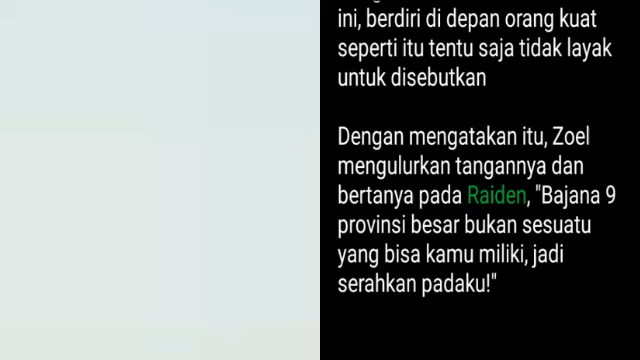 ini, berdiri di depan orang kuat
seperti itu tentu saja tidak layak
untuk disebutkan
Dengan mengatakan itu, Zoel
mengulurkan tangannya dan
bertanya pada Raiden, "Bajana 9
provinsi besar bukan sesuatu
yang bisa kamu miliki, jadi
serahkan padaku!"